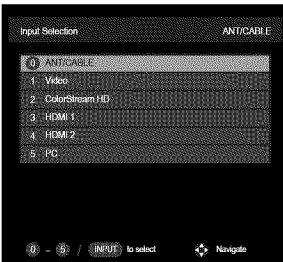 Input Selection ANT/CABLE
0 ANT/CABLE
1 Video
2 ColorStream HD
3 HDMI 1
4 HDMI 2
5 PC
0 – 5 / INPUT to select Navigate